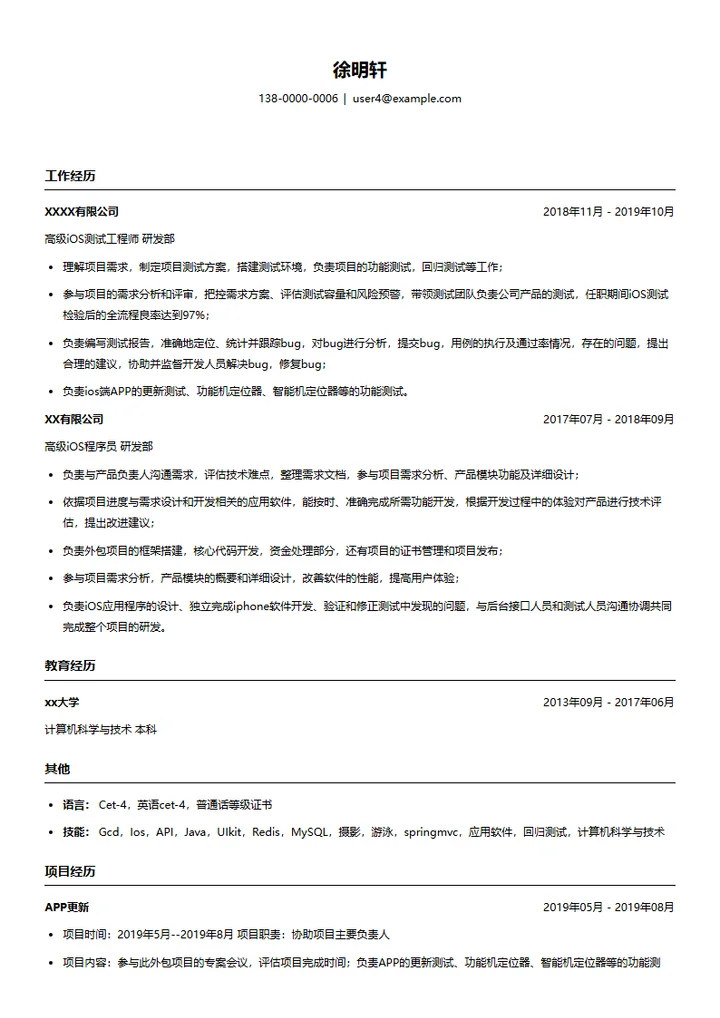 徐明轩
138-0000-0006 | user4@example.com
工作经历
XXXX有限公司 2018年11月 - 2019年10月
高级iOS测试工程师 研发部
• 理解项目需求，制定项目测试方案，搭建测试环境，负责项目的功能测试，回归测试等工作；
• 参与项目的需求分析和评审，把控需求方案、评估测试容量和风险预警，带领测试团队负责公司产品的测试，任职期间iOS测试
检验后的全流程良率达到97%；
• 负责编写测试报告，准确地定位、统计并跟踪bug，对bug进行分析，提交bug，用例的执行及通过率情况，存在的问题，提出
合理的建议，协助并监督开发人员解决bug，修复bug；
• 负责ios端APP的更新测试、功能机定位器、智能机定位器等的功能测试。
XX有限公司 2017年07月 - 2018年09月
高级iOS程序员 研发部
• 负责与产品负责人沟通需求，评估技术难点，整理需求文档，参与项目需求分析、产品模块功能及详细设计；
• 依据项目进度与需求设计和开发相关的应用软件，能按时、准确完成所需功能开发，根据开发过程中的体验对产品进行技术评
估，提出改进建议；
• 负责外包项目的框架搭建，核心代码开发，资金处理部分，还有项目的证书管理和项目发布；
• 参与项目需求分析，产品模块的概要和详细设计，改善软件的性能，提高用户体验；
• 负责iOS应用程序的设计、独立完成iphone软件开发、验证和修正测试中发现的问题，与后台接口人员和测试人员沟通协调共同
完成整个项目的研发。
教育经历
xx大学 2013年09月 - 2017年06月
计算机科学与技术 本科
其他
• 语言： Cet-4，英语cet-4，普通话等级证书
• 技能： Gcd，Ios，API，Java，UIkit，Redis，MySQL，摄影，游泳，springmvc，应用软件，回归测试，计算机科学与技术
项目经历
APP更新 2019年05月 - 2019年08月
• 项目时间：2019年5月--2019年8月 项目职责：协助项目主要负责人
• 项目内容：参与此外包项目的专案会议，评估项目完成时间；负责APP的更新测试、功能机定位器、智能机定位器等的功能测